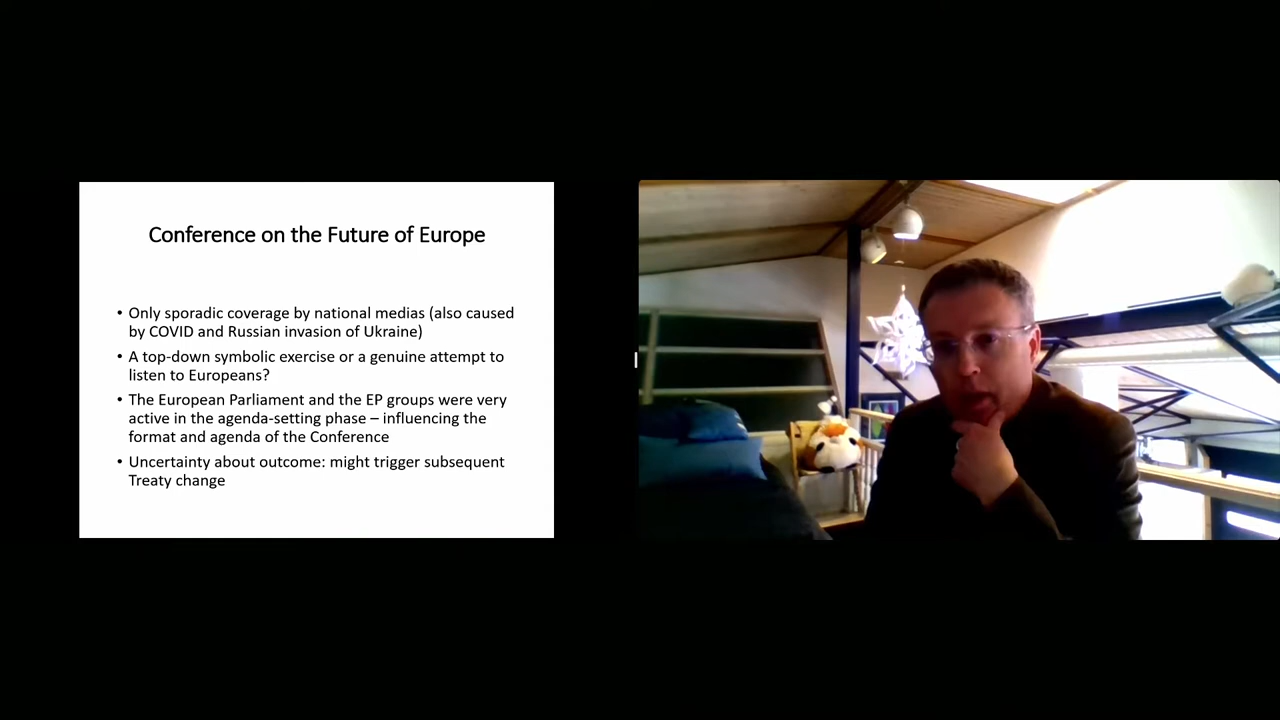 Conference on the Future of Europe
• Only sporadic coverage by national medias (also caused
by COVID and Russian invasion of Ukraine)
• A top-down symbolic exercise or a genuine attempt to
listen to Europeans?
• The European Parliament and the EP groups were very
active in the agenda-setting phase – influencing the
format and agenda of the Conference
• Uncertainty about outcome: might trigger subsequent
Treaty change